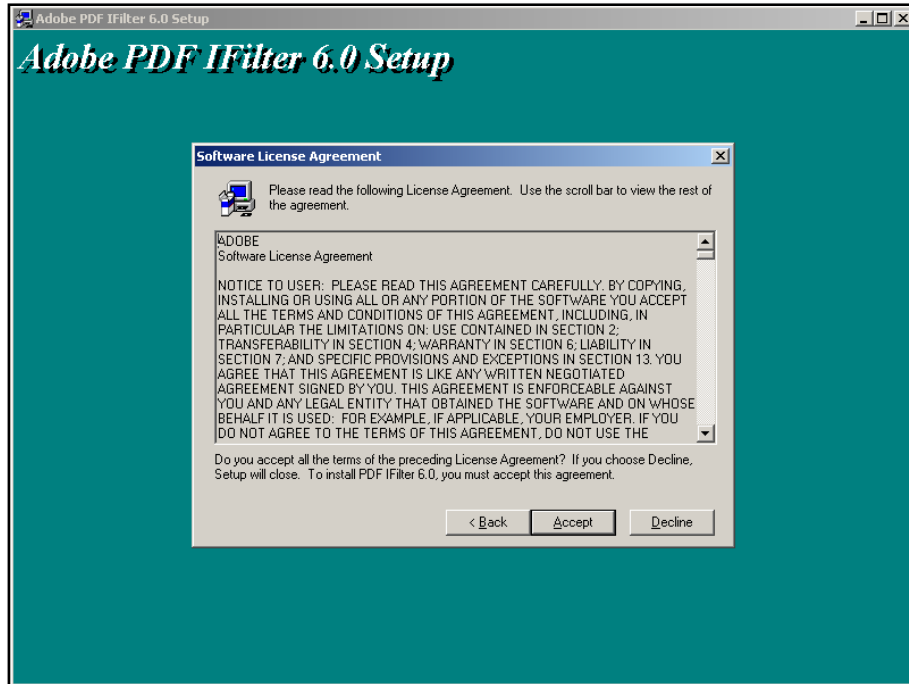 Adobe PDF IFilter 6.0 Setup
Adobe PDF IFilter 6.0 Setup
Software License Agreement
Please read the following License Agreement. Use the scroll bar to view the rest of
the agreement.
ADOBE
Software License Agreement
NOTICE TO USER: PLEASE READ THIS AGREEMENT CAREFULLY. BY COPYING,
INSTALLING OR USING ALL OR ANY PORTION OF THE SOFTWARE YOU ACCEPT
ALL THE TERMS AND CONDITIONS OF THIS AGREEMENT, INCLUDING, IN
PARTICULAR THE LIMITATIONS ON: USE CONTAINED IN SECTION 2;
TRANSFERABILITY IN SECTION 4; WARRANTY IN SECTION 6; LIABILITY IN
SECTION 7; AND SPECIFIC PROVISIONS AND EXCEPTIONS IN SECTION 13. YOU
AGREE THAT THIS AGREEMENT IS LIKE ANY WRITTEN NEGOTIATED
AGREEMENT SIGNED BY YOU. THIS AGREEMENT IS ENFORCEABLE AGAINST
YOU AND ANY LEGAL ENTITY THAT OBTAINED THE SOFTWARE AND ON WHOSE
BEHALF IT IS USED: FOR EXAMPLE, IF APPLICABLE, YOUR EMPLOYER. IF YOU
DO NOT AGREE TO THE TERMS OF THIS AGREEMENT, DO NOT USE THE
Do you accept all the terms of the preceding License Agreement? If you choose Decline,
Setup will close. To install PDF IFilter 6.0, you must accept this agreement.
< Back
Accept
Decline